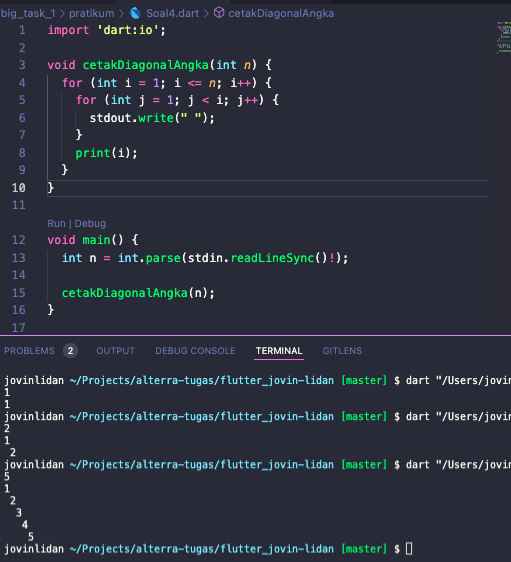 big_task_1 > pratikum > Soal4.dart > cetakDiagonalAngka
1 import 'dart:io';
2
3 void cetakDiagonalAngka(int n) {
4   for (int i = 1; i <= n; i++) {
5     for (int j = 1; j < i; j++) {
6       stdout.write(" ");
7     }
8     print(i);
9   }
10 }
11
Run | Debug
12 void main() {
13   int n = int.parse(stdin.readLineSync()!);
14
15   cetakDiagonalAngka(n);
16 }
17
PROBLEMS 2 OUTPUT DEBUG CONSOLE TERMINAL GITLENS
jovinlidan ~/Projects/alterra-tugas/flutter_jovin-lidan [master] $ dart "/Users/jovin
1
1
jovinlidan ~/Projects/alterra-tugas/flutter_jovin-lidan [master] $ dart "/Users/jovin
2
1
 2
jovinlidan ~/Projects/alterra-tugas/flutter_jovin-lidan [master] $ dart "/Users/jovin
5
1
 2
  3
   4
    5
jovinlidan ~/Projects/alterra-tugas/flutter_jovin-lidan [master] $